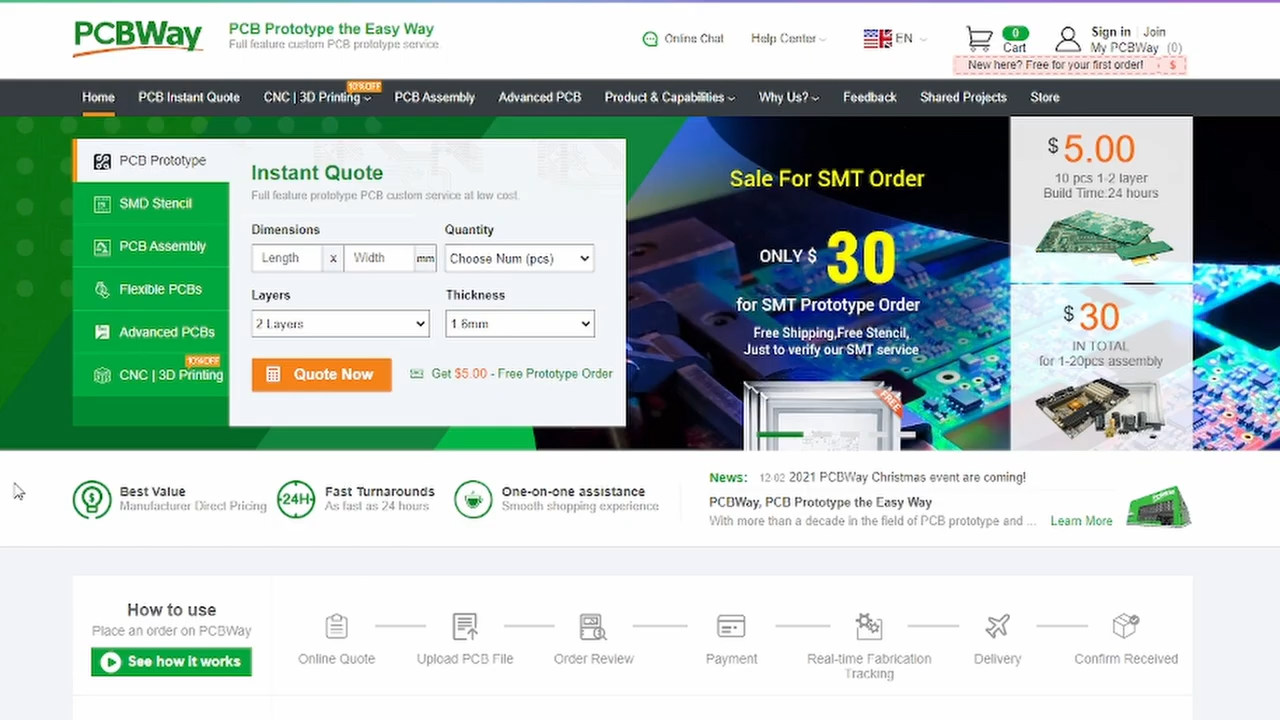 PCBWay
PCB Prototype the Easy Way
Full feature custom PCB prototype service
Online Chat
Help Center
EN
0
Cart
Sign in | Join
My PCBWay (0)
New here? Free for your first order! $
10%OFF
Home
PCB Instant Quote
CNC | 3D Printing
PCB Assembly
Advanced PCB
Product & Capabilities
Why Us?
Feedback
Shared Projects
Store
PCB Prototype
SMD Stencil
PCB Assembly
Flexible PCBs
Advanced PCBs
10%OFF
CNC | 3D Printing
Instant Quote
Full feature prototype PCB custom service at low cost.
Dimensions
Quantity
Length x Width mm
Choose Num (pcs)
Layers
Thickness
2 Layers
1.6mm
Quote Now
Get $5.00 - Free Prototype Order
Sale For SMT Order
ONLY $ 30
for SMT Prototype Order
Free Shipping,Free Stencil,
Just to verify our SMT service
FREE
$ 5.00
10 pcs 1-2 layer
Build Time:24 hours
$ 30
IN TOTAL
for 1-20pcs assembly
Best Value
Manufacturer Direct Pricing
24H
Fast Turnarounds
As fast as 24 hours
One-on-one assistance
Smooth shopping experience
News: 12-02 2021 PCBWay Christmas event are coming!
PCBWay, PCB Prototype the Easy Way
With more than a decade in the field of PCB prototype and ... Learn More
How to use
Place an order on PCBWay
See how it works
Online Quote
Upload PCB File
Order Review
Payment
Real-time Fabrication
Tracking
Delivery
Confirm Received